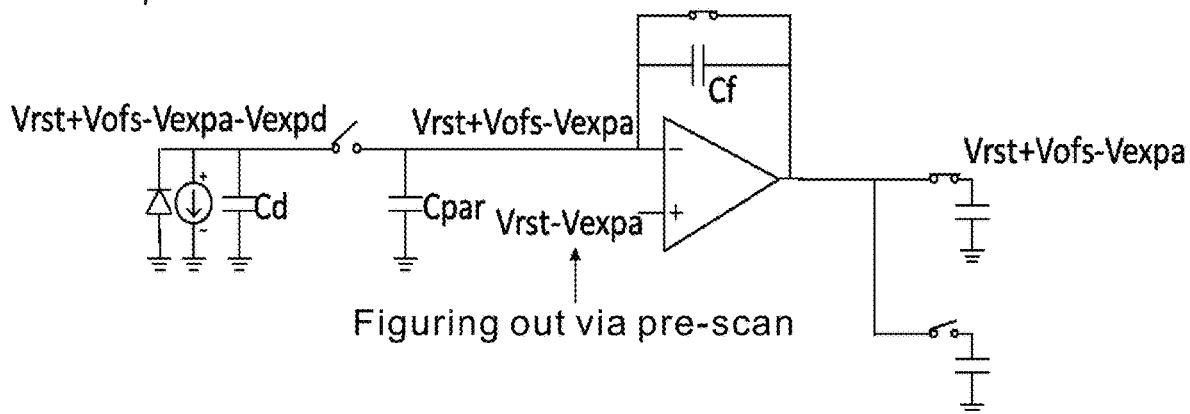 Cf
Vrst+Vofs-Vexpa-Vexpd
Vrst+Vofs-Vexpa
Vrst+Vofs-Vexpa
Cd
Cpar
Vrst-Vexpa
Figuring out via pre-scan